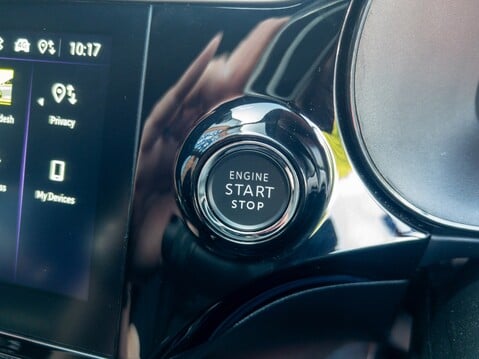 10:17
Privacy
My Devices
ENGINE
START
STOP